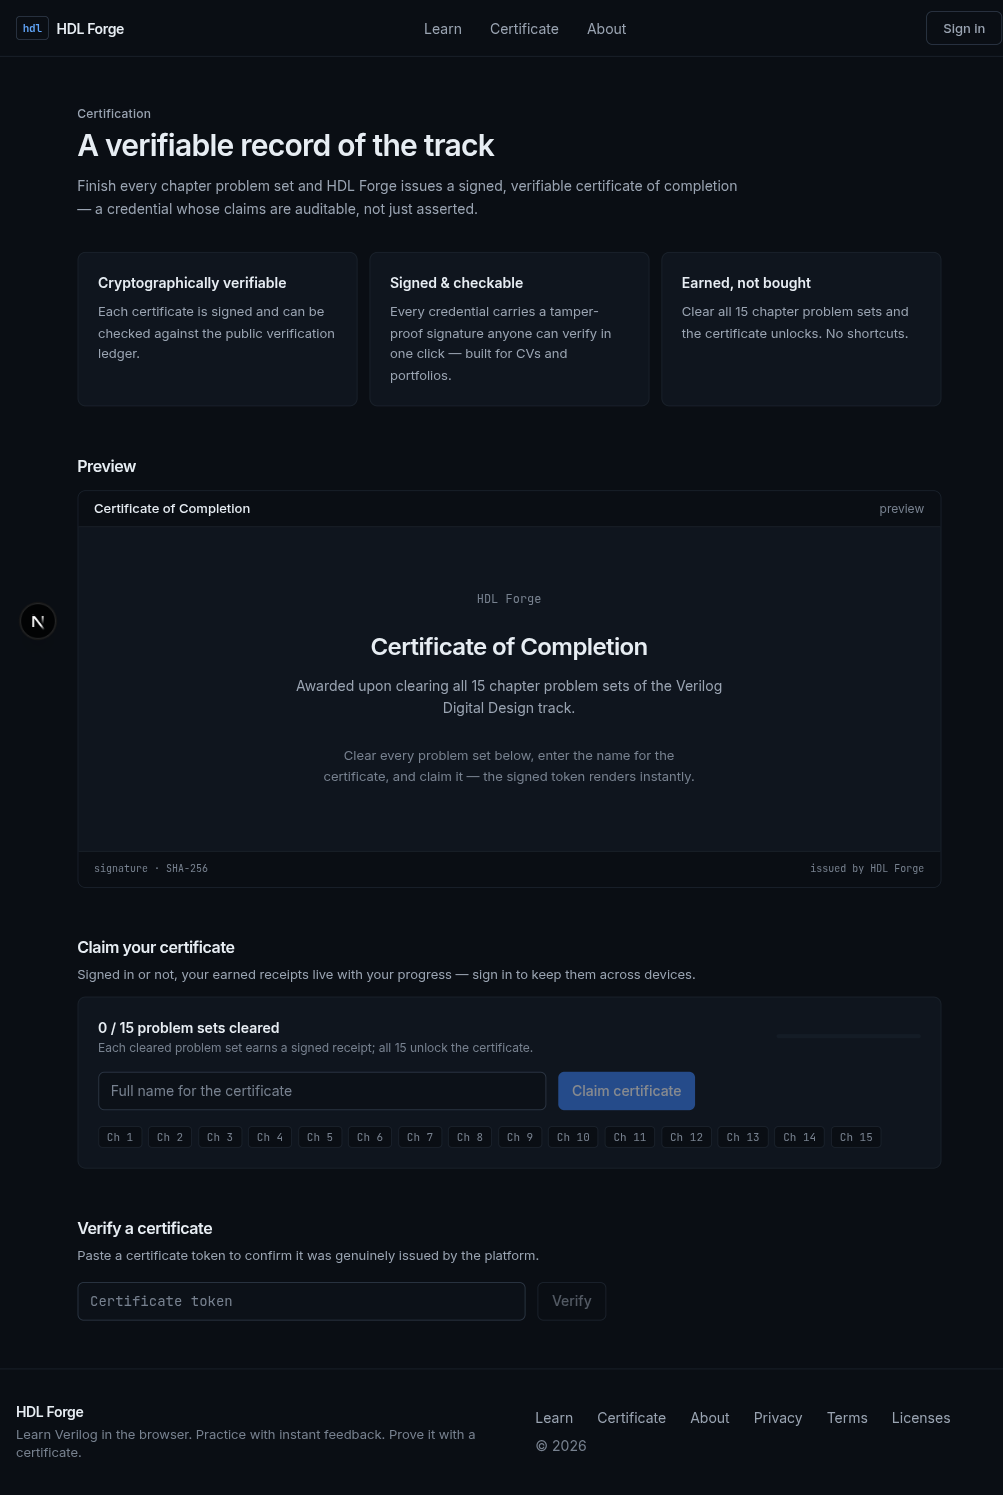 hdl HDL Forge Learn Certificate About Sign in
Certification
A verifiable record of the track
Finish every chapter problem set and HDL Forge issues a signed, verifiable certificate of completion
— a credential whose claims are auditable, not just asserted.
Cryptographically verifiable
Each certificate is signed and can be
checked against the public verification
ledger.
Signed & checkable
Every credential carries a tamper-
proof signature anyone can verify in
one click — built for CVs and
portfolios.
Earned, not bought
Clear all 15 chapter problem sets and
the certificate unlocks. No shortcuts.
Preview
Certificate of Completion preview
HDL Forge
Certificate of Completion
Awarded upon clearing all 15 chapter problem sets of the Verilog
Digital Design track.
Clear every problem set below, enter the name for the
certificate, and claim it — the signed token renders instantly.
N
signature · SHA-256 issued by HDL Forge
Claim your certificate
Signed in or not, your earned receipts live with your progress — sign in to keep them across devices.
0 / 15 problem sets cleared
Each cleared problem set earns a signed receipt; all 15 unlock the certificate.
Full name for the certificate Claim certificate
Ch 1 Ch 2 Ch 3 Ch 4 Ch 5 Ch 6 Ch 7 Ch 8 Ch 9 Ch 10 Ch 11 Ch 12 Ch 13 Ch 14 Ch 15
Verify a certificate
Paste a certificate token to confirm it was genuinely issued by the platform.
Certificate token Verify
HDL Forge
Learn Verilog in the browser. Practice with instant feedback. Prove it with a
certificate.
Learn Certificate About Privacy Terms Licenses
© 2026